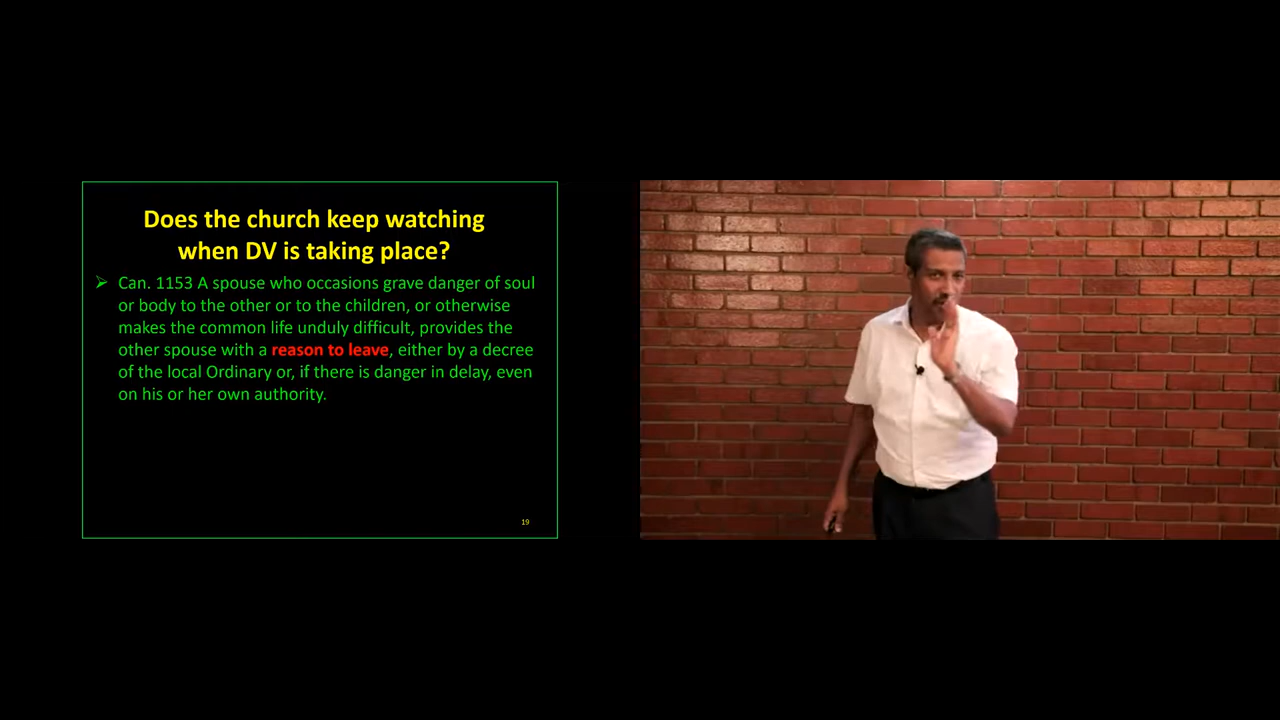 Does the church keep watching
when DV is taking place?
➢ Can. 1153 A spouse who occasions grave danger of soul
or body to the other or to the children, or otherwise
makes the common life unduly difficult, provides the
other spouse with a reason to leave, either by a decree
of the local Ordinary or, if there is danger in delay, even
on his or her own authority.
19